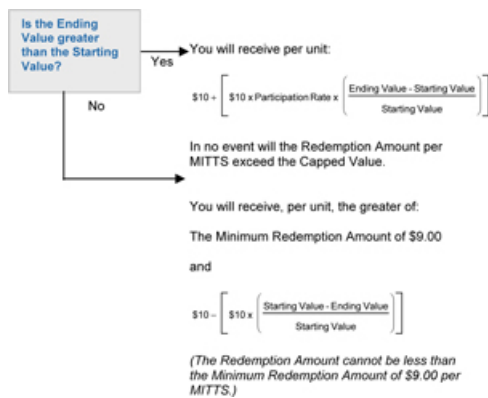 Is the Ending
Value greater
than the Starting
Value?
Yes
You will receive per unit:
$10 + [ $10 x Participation Rate x ( Ending Value - Starting Value
Starting Value ) ]
No
In no event will the Redemption Amount per
MITTS exceed the Capped Value.
You will receive, per unit, the greater of:
The Minimum Redemption Amount of $9.00
and
$10 – [ $10 x ( Starting Value - Ending Value
Starting Value ) ]
(The Redemption Amount cannot be less than
the Minimum Redemption Amount of $9.00 per
MITTS.)